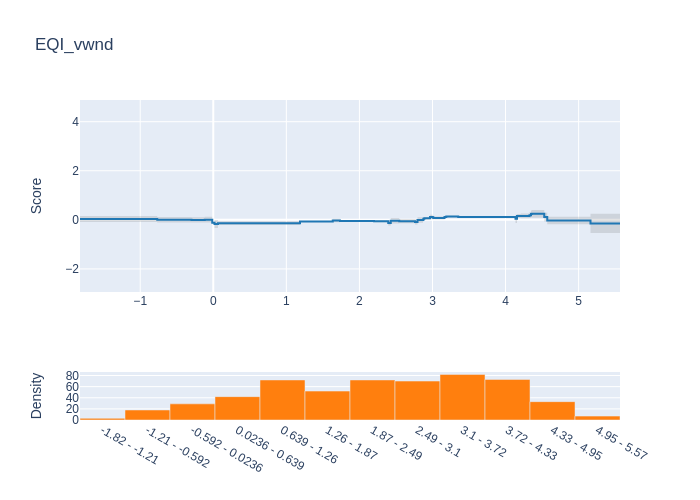 EQI_vwnd
Score
4
2
0
−2
−1
0
1
2
3
4
5
Density
80
60
40
20
0
-1.82 - -1.21
-1.21 - -0.592
-0.592 - 0.0236
0.0236 - 0.639
0.639 - 1.26
1.26 - 1.87
1.87 - 2.49
2.49 - 3.1
3.1 - 3.72
3.72 - 4.33
4.33 - 4.95
4.95 - 5.57